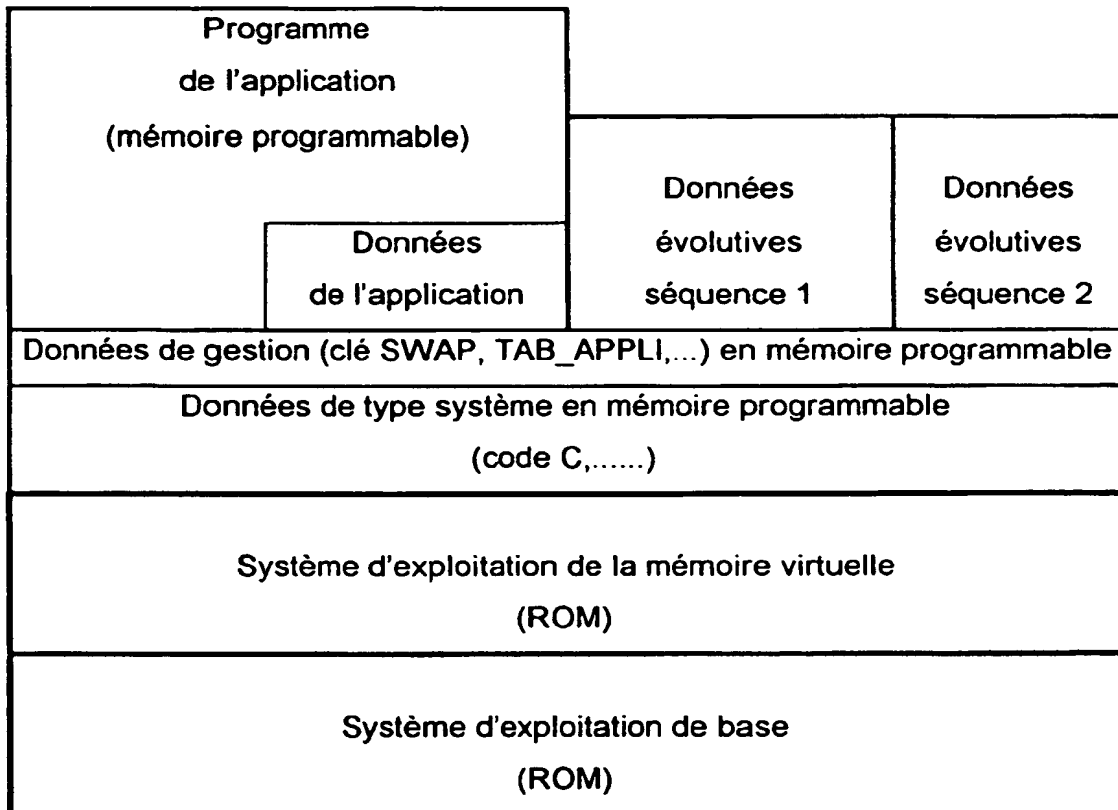 Programme
de l'application
(mémoire programmable)
Données
de l'application
Données
évolutives
séquence 1
Données
évolutives
séquence 2
Données de gestion (clé SWAP, TAB_APPLI,...) en mémoire programmable
Données de type système en mémoire programmable
(code C,......)
Système d'exploitation de la mémoire virtuelle
(ROM)
Système d'exploitation de base
(ROM)